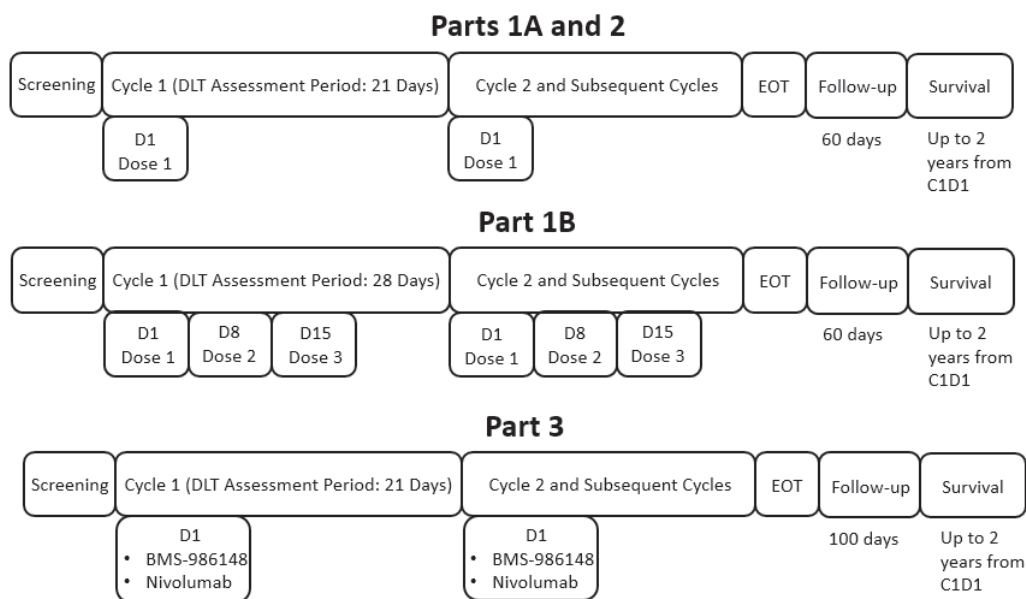 Parts 1A and 2
Screening
Cycle 1 (DLT Assessment Period: 21 Days)
Cycle 2 and Subsequent Cycles
EOT
Follow-up
Survival
D1
Dose 1
D1
Dose 1
60 days
Up to 2
years from
C1D1
Part 1B
Screening
Cycle 1 (DLT Assessment Period: 28 Days)
Cycle 2 and Subsequent Cycles
EOT
Follow-up
Survival
D1
Dose 1
D8
Dose 2
D15
Dose 3
D1
Dose 1
D8
Dose 2
D15
Dose 3
60 days
Up to 2
years from
C1D1
Part 3
Screening
Cycle 1 (DLT Assessment Period: 21 Days)
Cycle 2 and Subsequent Cycles
EOT
Follow-up
Survival
D1
• BMS-986148
• Nivolumab
D1
• BMS-986148
• Nivolumab
100 days
Up to 2
years from
C1D1